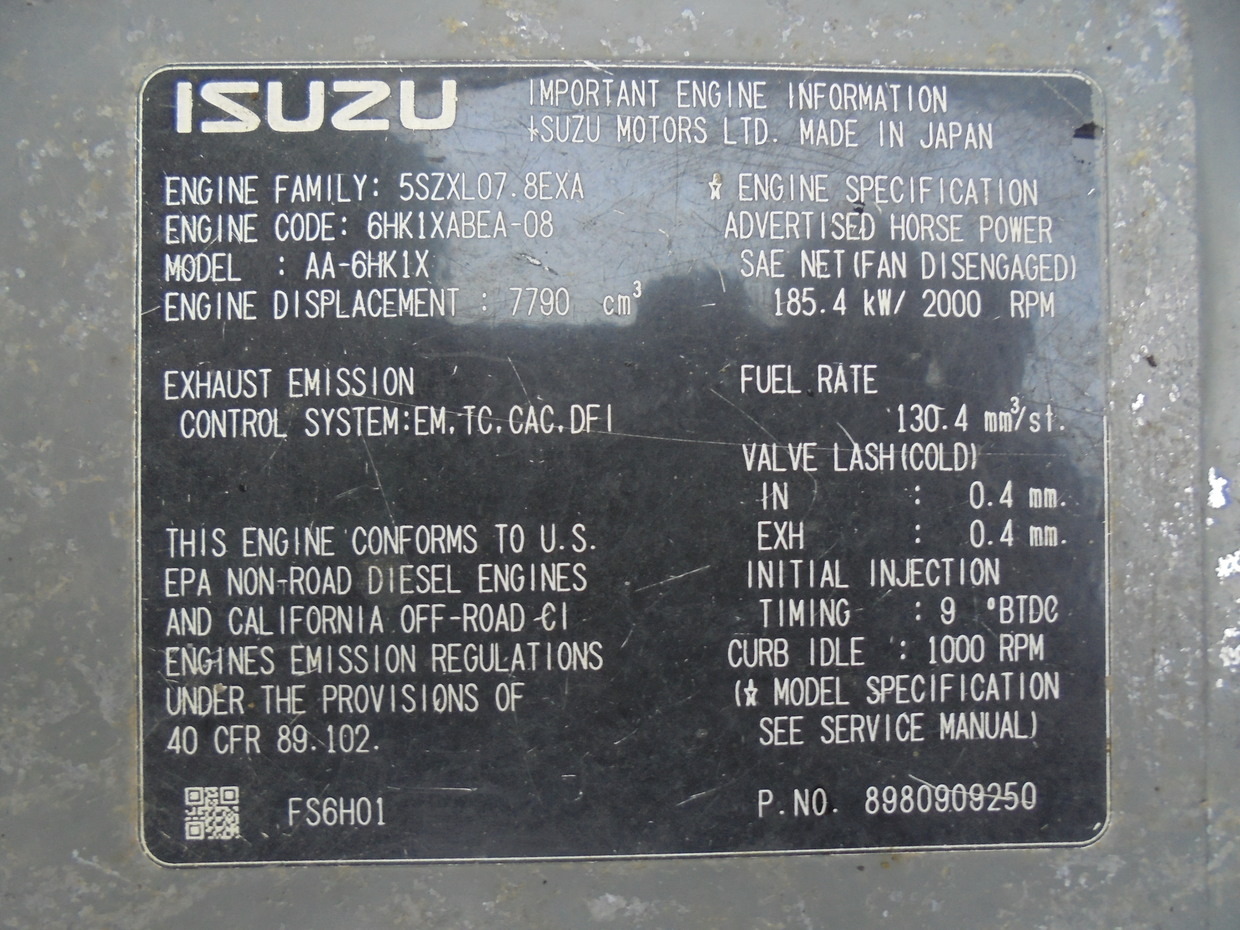 ISUZU
IMPORTANT ENGINE INFORMATION
ISUZU MOTORS LTD. MADE IN JAPAN
ENGINE FAMILY: 5SZXL07.8EXA
ENGINE CODE: 6HK1XABEA-08
MODEL : AA-6HK1X
ENGINE DISPLACEMENT : 7790 cm³
EXHAUST EMISSION
CONTROL SYSTEM:EM,TC,CAC,DFI
THIS ENGINE CONFORMS TO U.S.
EPA NON-ROAD DIESEL ENGINES
AND CALIFORNIA OFF-ROAD CI
ENGINES EMISSION REGULATIONS
UNDER THE PROVISIONS OF
40 CFR 89.102.
FS6H01
☆ ENGINE SPECIFICATION
ADVERTISED HORSE POWER
SAE NET(FAN DISENGAGED)
185.4 kW/ 2000 RPM
FUEL RATE
130.4 mm³/st.
VALVE LASH(COLD)
IN : 0.4 mm.
EXH : 0.4 mm.
INITIAL INJECTION
TIMING : 9 °BTDC
CURB IDLE : 1000 RPM
(☆ MODEL SPECIFICATION
SEE SERVICE MANUAL)
P.NO. 8980909250